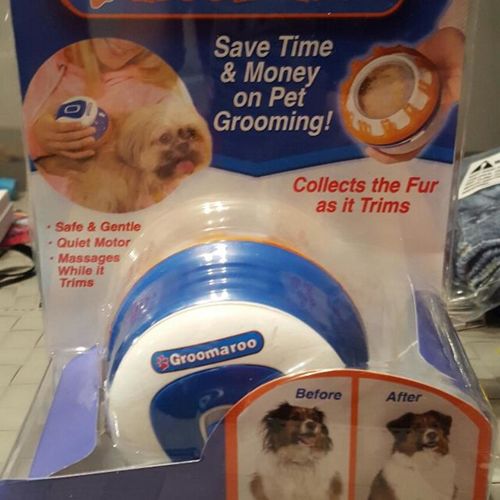 Save Time
& Money
on Pet
Grooming!
Collects the Fur
as it Trims
• Safe & Gentle
• Quiet Motor
• Massages
While it
Trims
Groomaroo
Before
After